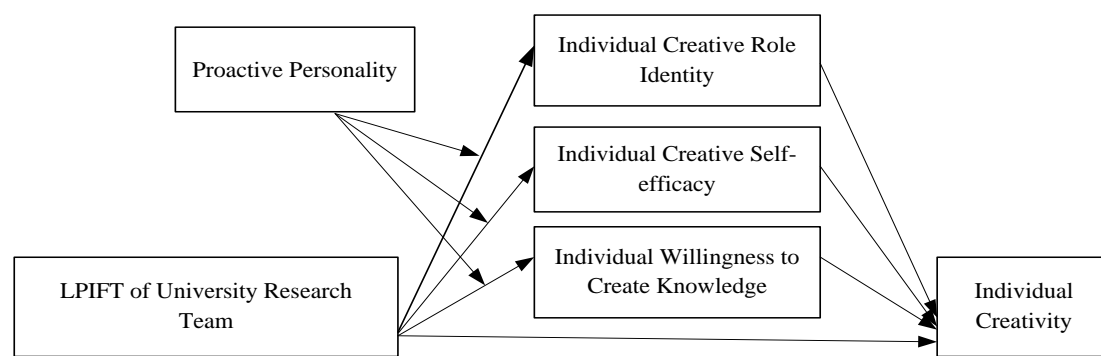 Proactive Personality
Individual Creative Role
Identity
Individual Creative Self-
efficacy
Individual Willingness to
Create Knowledge
LPIFT of University Research
Team
Individual
Creativity